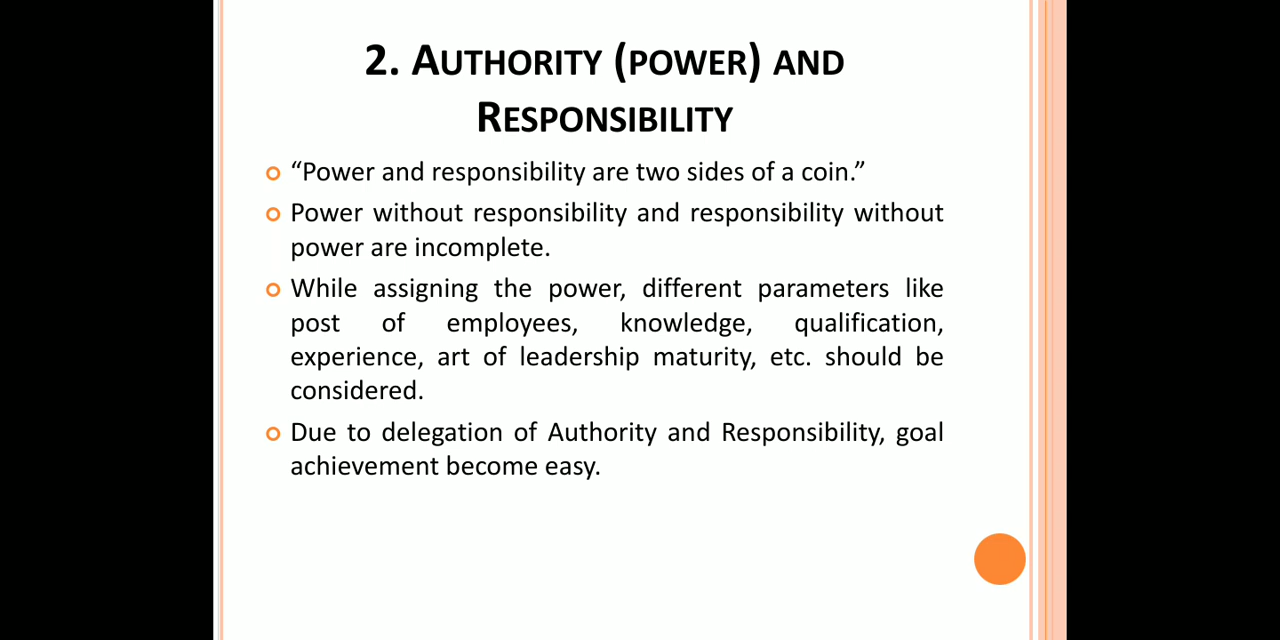 2. AUTHORITY (POWER) AND
RESPONSIBILITY
“Power and responsibility are two sides of a coin.”
Power without responsibility and responsibility without
power are incomplete.
While assigning the power, different parameters like
post of employees, knowledge, qualification,
experience, art of leadership maturity, etc. should be
considered.
Due to delegation of Authority and Responsibility, goal
achievement become easy.